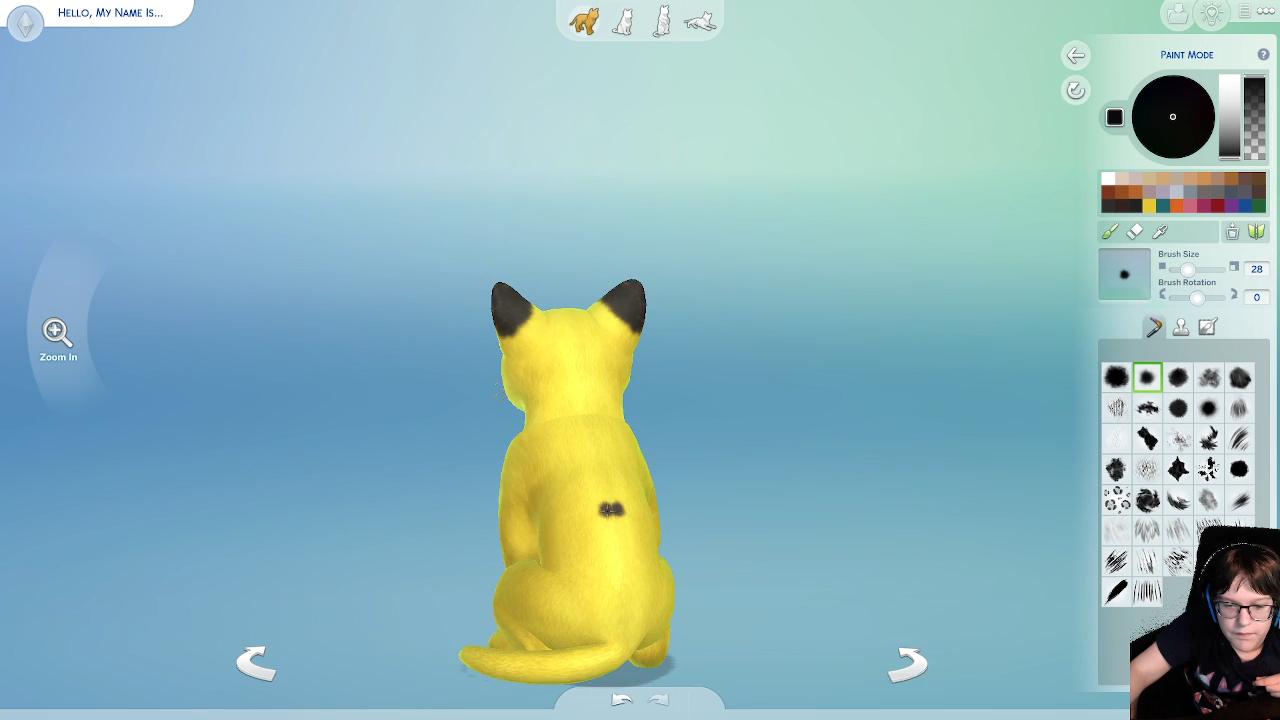 Hello, My Name Is...
Paint Mode
?
Brush Size
28
Brush Rotation
0
Zoom In